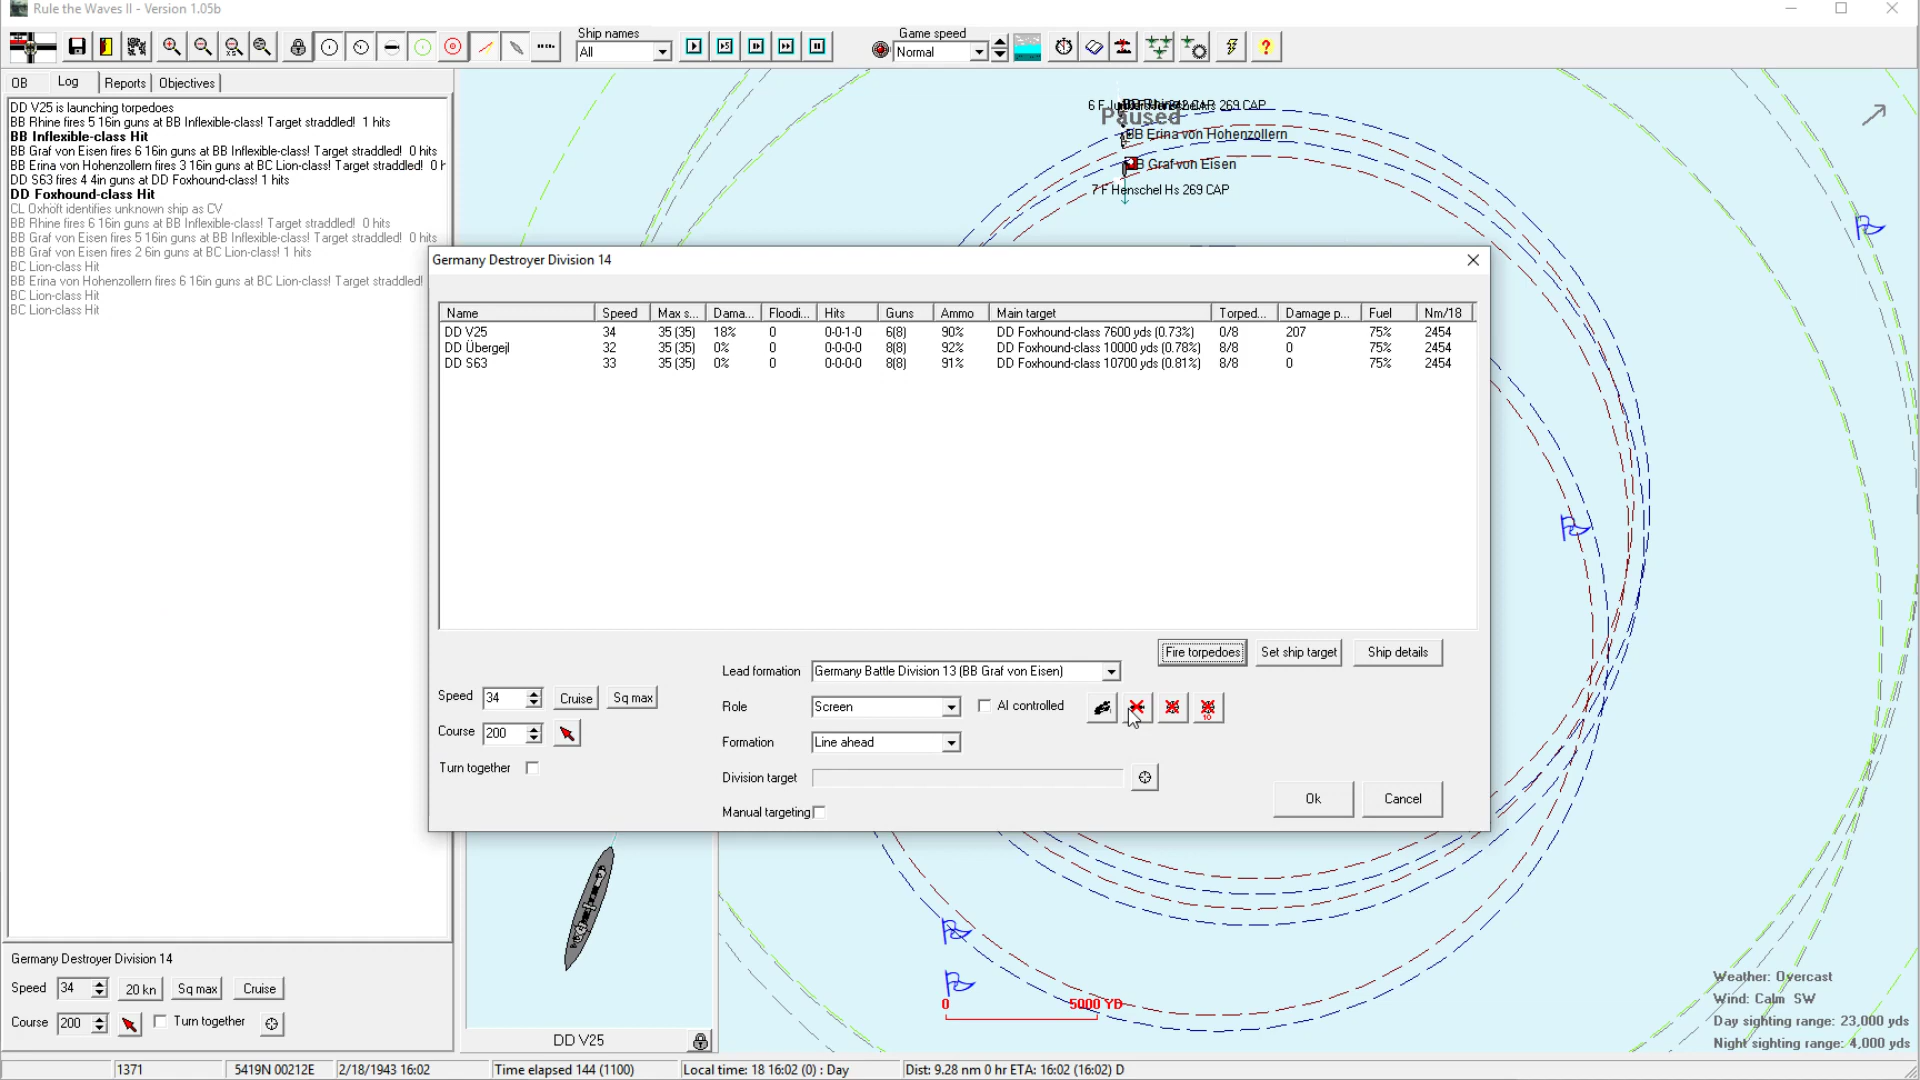 Rule the Waves II - Version 1.05b
Ship names
All
Game speed
Normal
OB
Log
Reports
Objectives
DD V25 is launching torpedoes
BB Rhine fires 5 16in guns at BB Inflexible-class! Target straddled! 1 hits
BB Inflexible-class Hit
BB Graf von Eisen fires 6 16in guns at BB Inflexible-class! Target straddled! 0 hits
BB Erina von Hohenzollern fires 3 16in guns at BC Lion-class! Target straddled! 0 h
DD S63 fires 4 4in guns at DD Foxhound-class! 1 hits
DD Foxhound-class Hit
CL Oxhöft identifies unknown ship as CV
BB Rhine fires 6 16in guns at BB Inflexible-class! Target straddled! 0 hits
BB Graf von Eisen fires 5 16in guns at BB Inflexible-class! Target straddled! 0 hits
BB Graf von Eisen fires 2 6in guns at BC Lion-class! 1 hits
BC Lion-class Hit
BB Erina von Hohenzollern fires 6 16in guns at BC Lion-class! Target straddled!
BC Lion-class Hit
BC Lion-class Hit
269 CAP
Paused
BB Erina von Hohenzollern
BB Graf von Eisen
7 F Henschel Hs 269 CAP
Germany Destroyer Division 14
Name Speed Max s... Dama... Floodi... Hits Guns Ammo Main target Torped... Damage p... Fuel Nm/18
DD V25 34 35 (35) 18% 0 0-0-1-0 6(8) 90% DD Foxhound-class 7600 yds (0.73%) 0/8 207 75% 2454
DD Übergejl 32 35 (35) 0% 0 0-0-0-0 8(8) 92% DD Foxhound-class 10000 yds (0.78%) 8/8 0 75% 2454
DD S63 33 35 (35) 0% 0 0-0-0-0 8(8) 91% DD Foxhound-class 10700 yds (0.81%) 8/8 0 75% 2454
Fire torpedoes
Set ship target
Ship details
Lead formation Germany Battle Division 13 (BB Graf von Eisen)
Speed 34 Cruise Sq max
Role Screen AI controlled
10
Course 200
Formation Line ahead
Turn together
Division target
Manual targeting
Ok
Cancel
Germany Destroyer Division 14
Speed 34 20 kn Sq max Cruise
Course 200 Turn together
DD V25
0 5000 YD
Weather: Overcast
Wind: Calm SW
Day sighting range: 23,000 yds
Night sighting range: 4,000 yds
1371
5419N 00212E
2/18/1943 16:02
Time elapsed 144 (1100)
Local time: 18 16:02 (0) : Day
Dist: 9.28 nm 0 hr ETA: 16:02 (16:02) D